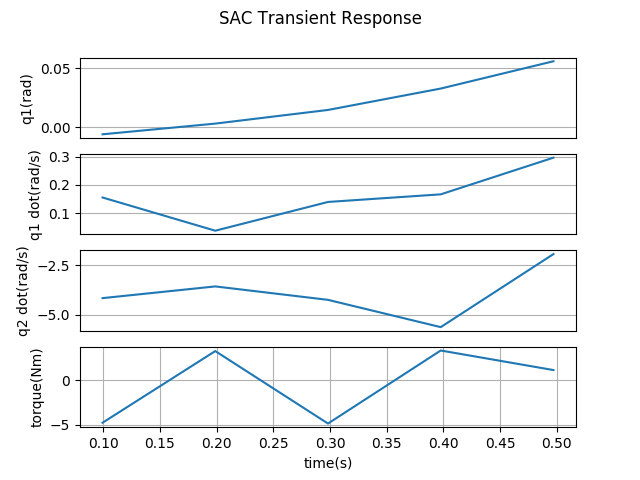 SAC Transient Response
q1(rad)
0.05
0.00
q1 dot(rad/s)
0.3
0.2
0.1
q2 dot(rad/s)
−2.5
−5.0
torque(Nm)
0
−5
0.10 0.15 0.20 0.25 0.30 0.35 0.40 0.45 0.50
time(s)